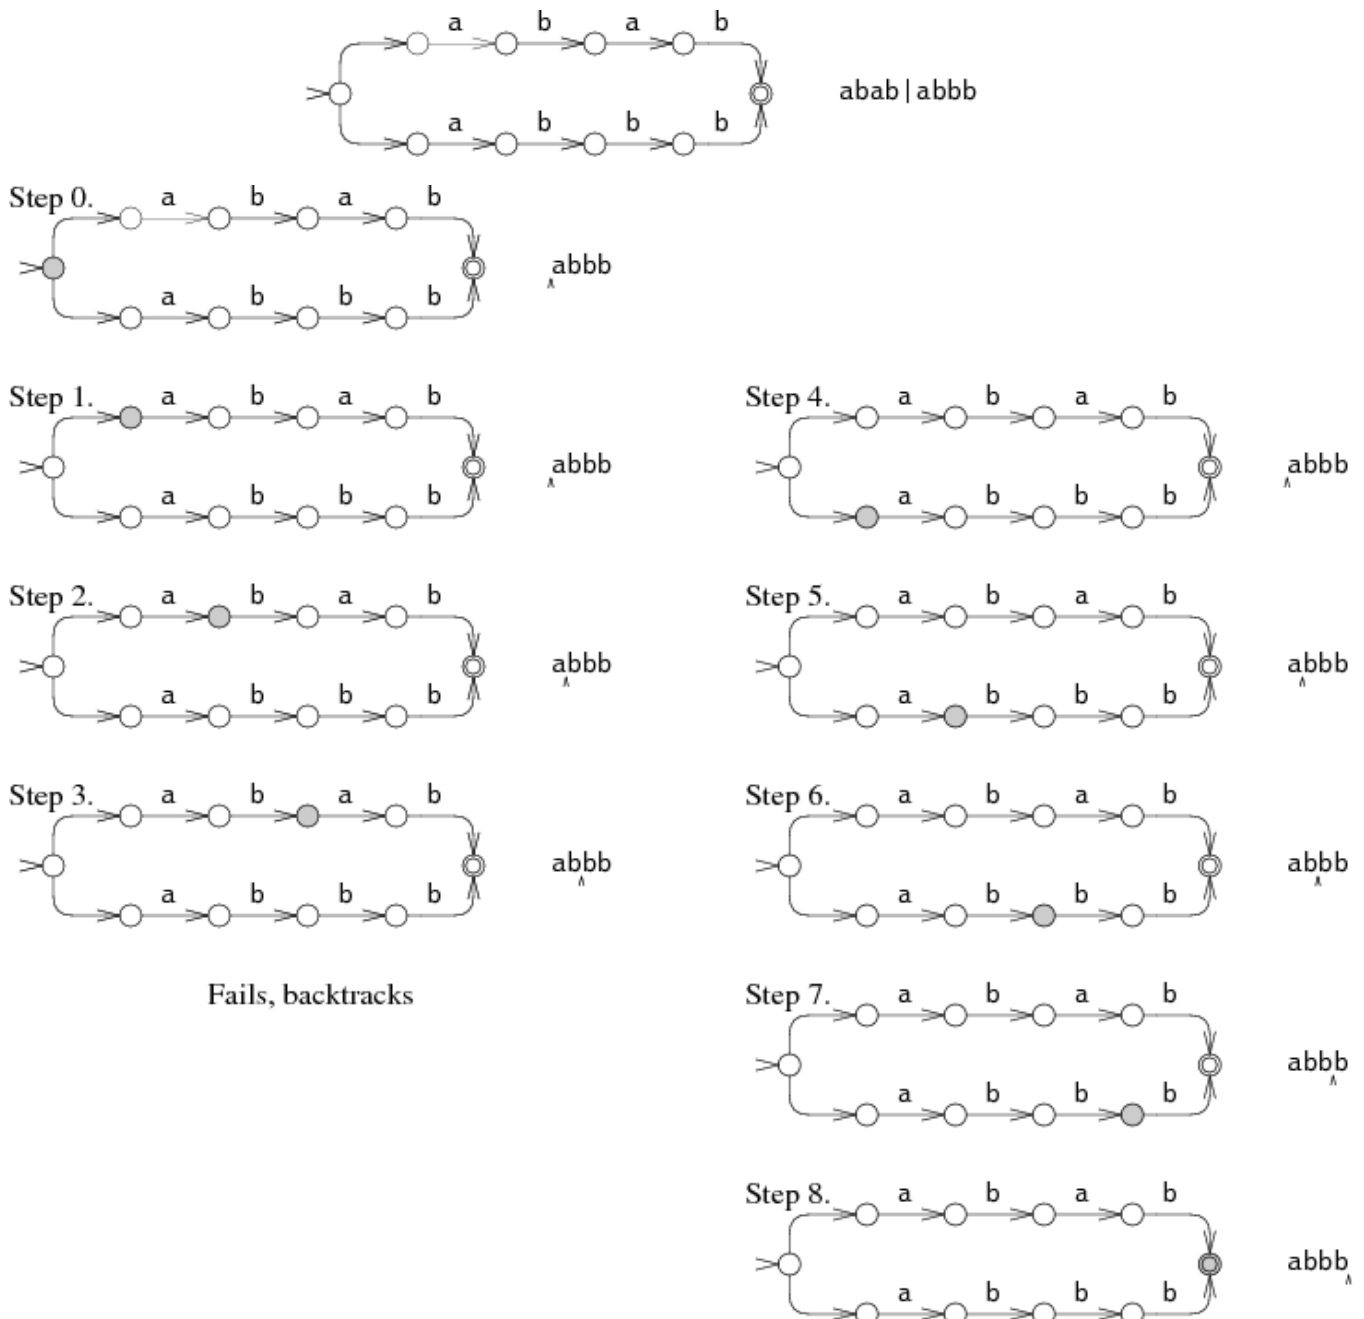 a b a b
abab|abbb
a b b b
Step 0. a b a b
abbb
a b b b
Step 1. a b a b
abbb
a b b b
Step 2. a b a b
abbb
a b b b
Step 3. a b a b
abbb
a b b b
Fails, backtracks
Step 4. a b a b
abbb
a b b b
Step 5. a b a b
abbb
a b b b
Step 6. a b a b
abbb
a b b b
Step 7. a b a b
abbb
a b b b
Step 8. a b a b
abbb
a b b b